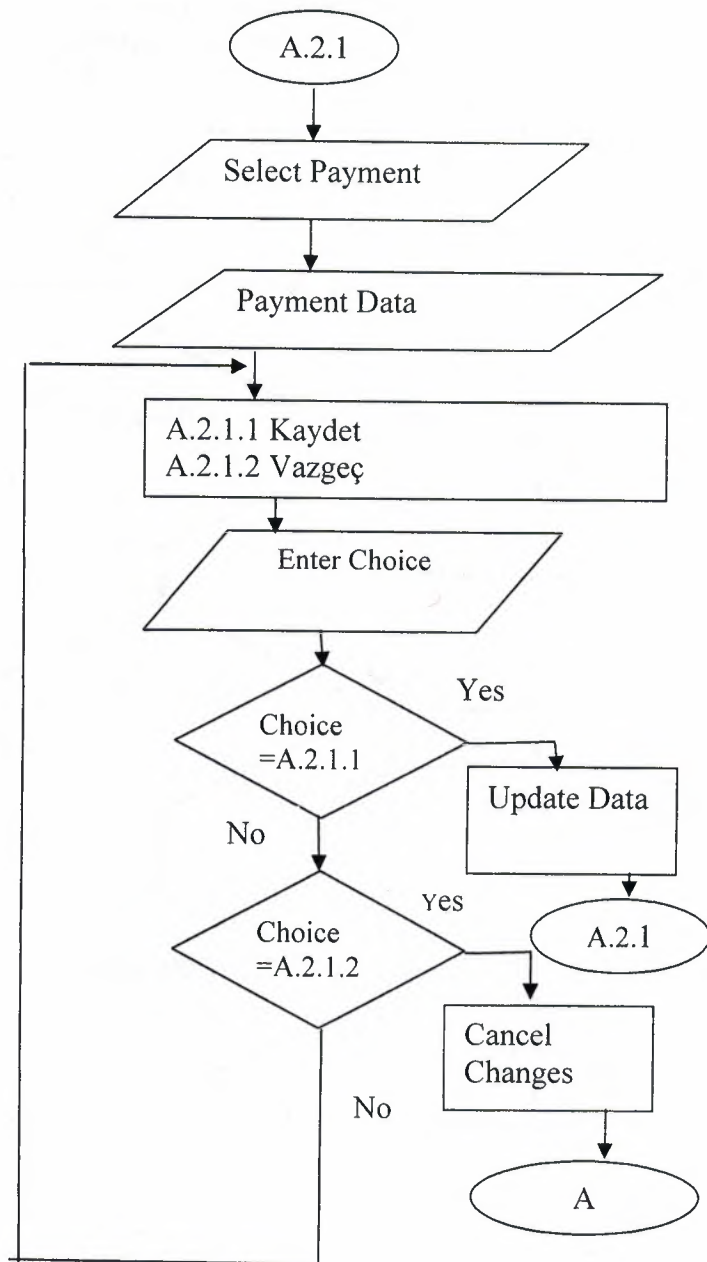 A.2.1
Select Payment
Payment Data
A.2.1.1 Kaydet
A.2.1.2 Vazgeç
Enter Choice
Choice
=A.2.1.1
Yes
Update Data
No
A.2.1
Choice
=A.2.1.2
Yes
Cancel
Changes
No
A